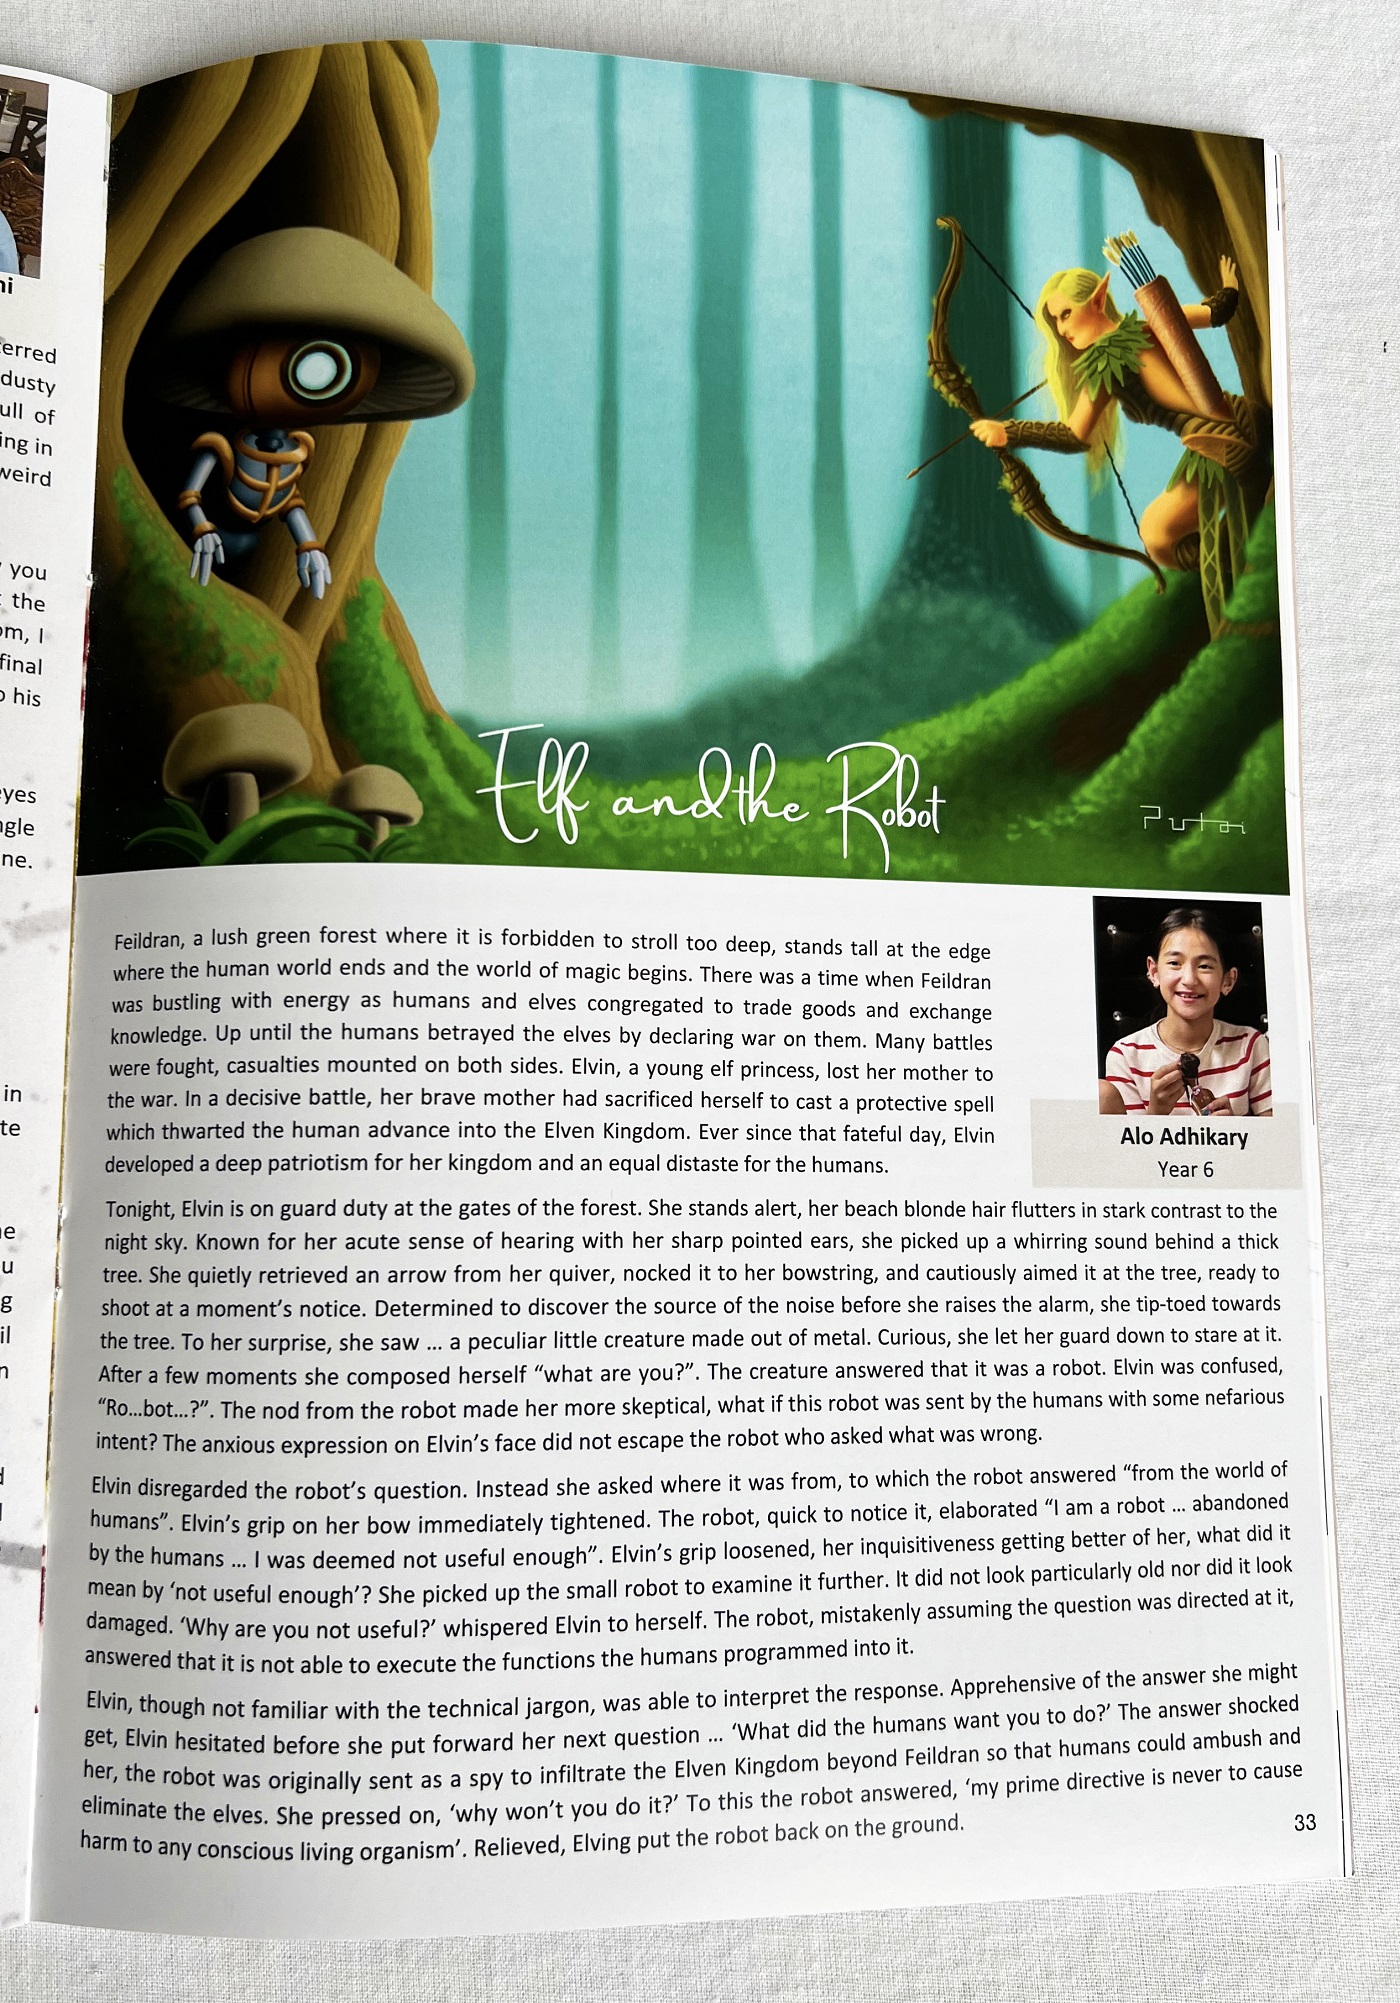 ni
erred
dusty
ull of
ing in
weird
you
the
om, I
final
o his
eyes
ngle
ne.
in
te
ne
u
g
il
n
d
l
Elf and the Robot
Putai
Feildran, a lush green forest where it is forbidden to stroll too deep, stands tall at the edge
where the human world ends and the world of magic begins. There was a time when Feildran
was bustling with energy as humans and elves congregated to trade goods and exchange
knowledge. Up until the humans betrayed the elves by declaring war on them. Many battles
were fought, casualties mounted on both sides. Elvin, a young elf princess, lost her mother to
the war. In a decisive battle, her brave mother had sacrificed herself to cast a protective spell
which thwarted the human advance into the Elven Kingdom. Ever since that fateful day, Elvin
developed a deep patriotism for her kingdom and an equal distaste for the humans.
Alo Adhikary
Year 6
Tonight, Elvin is on guard duty at the gates of the forest. She stands alert, her beach blonde hair flutters in stark contrast to the
night sky. Known for her acute sense of hearing with her sharp pointed ears, she picked up a whirring sound behind a thick
tree. She quietly retrieved an arrow from her quiver, nocked it to her bowstring, and cautiously aimed it at the tree, ready to
shoot at a moment's notice. Determined to discover the source of the noise before she raises the alarm, she tip-toed towards
the tree. To her surprise, she saw ... a peculiar little creature made out of metal. Curious, she let her guard down to stare at it.
After a few moments she composed herself “what are you?”. The creature answered that it was a robot. Elvin was confused,
“Ro...bot...?”. The nod from the robot made her more skeptical, what if this robot was sent by the humans with some nefarious
intent? The anxious expression on Elvin's face did not escape the robot who asked what was wrong.
Elvin disregarded the robot's question. Instead she asked where it was from, to which the robot answered “from the world of
humans”. Elvin's grip on her bow immediately tightened. The robot, quick to notice it, elaborated “I am a robot ... abandoned
by the humans ... I was deemed not useful enough”. Elvin's grip loosened, her inquisitiveness getting better of her, what did it
mean by ‘not useful enough’? She picked up the small robot to examine it further. It did not look particularly old nor did it look
damaged. ‘Why are you not useful?’ whispered Elvin to herself. The robot, mistakenly assuming the question was directed at it,
answered that it is not able to execute the functions the humans programmed into it.
Elvin, though not familiar with the technical jargon, was able to interpret the response. Apprehensive of the answer she might
get, Elvin hesitated before she put forward her next question ... ‘What did the humans want you to do?’ The answer shocked
her, the robot was originally sent as a spy to infiltrate the Elven Kingdom beyond Feildran so that humans could ambush and
eliminate the elves. She pressed on, ‘why won't you do it?’ To this the robot answered, ‘my prime directive is never to cause
harm to any conscious living organism’. Relieved, Elving put the robot back on the ground.
33